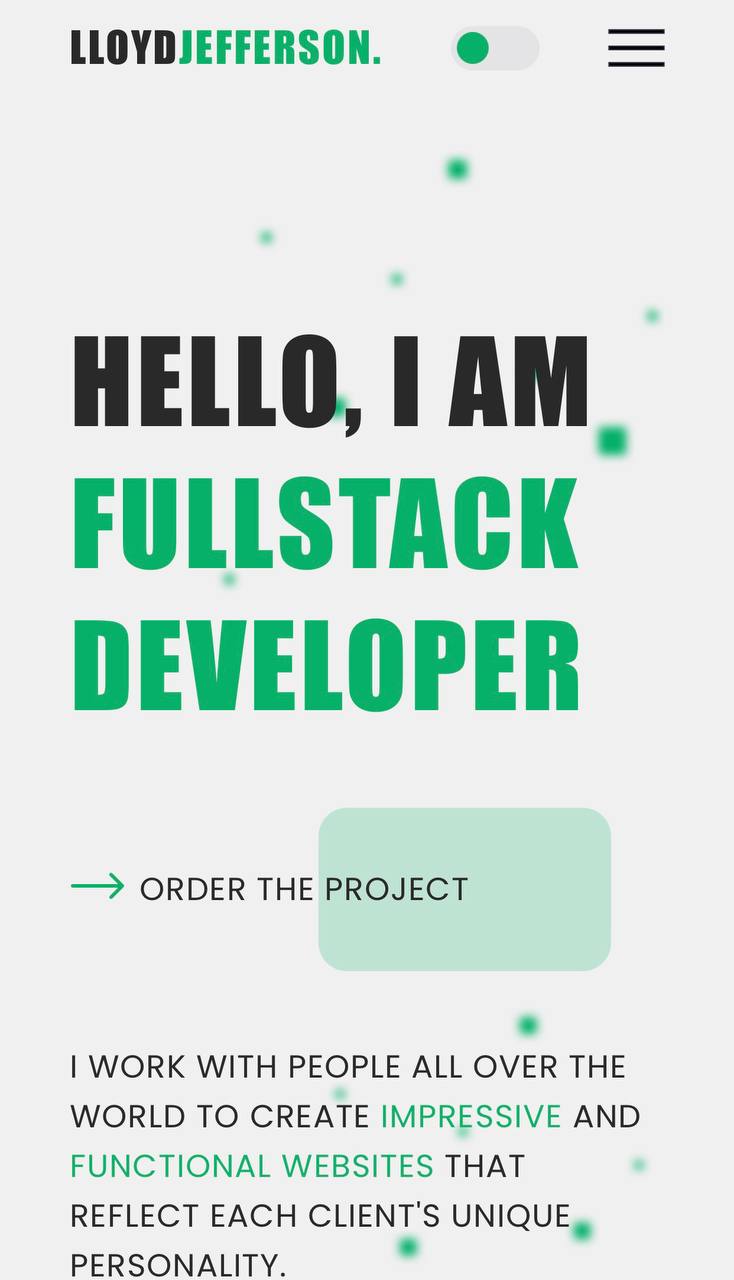 LLOYDJEFFERSON.
HELLO, I AM
FULLSTACK
DEVELOPER
ORDER THE PROJECT
I WORK WITH PEOPLE ALL OVER THE
WORLD TO CREATE IMPRESSIVE AND
FUNCTIONAL WEBSITES THAT
REFLECT EACH CLIENT'S UNIQUE
PERSONALITY.